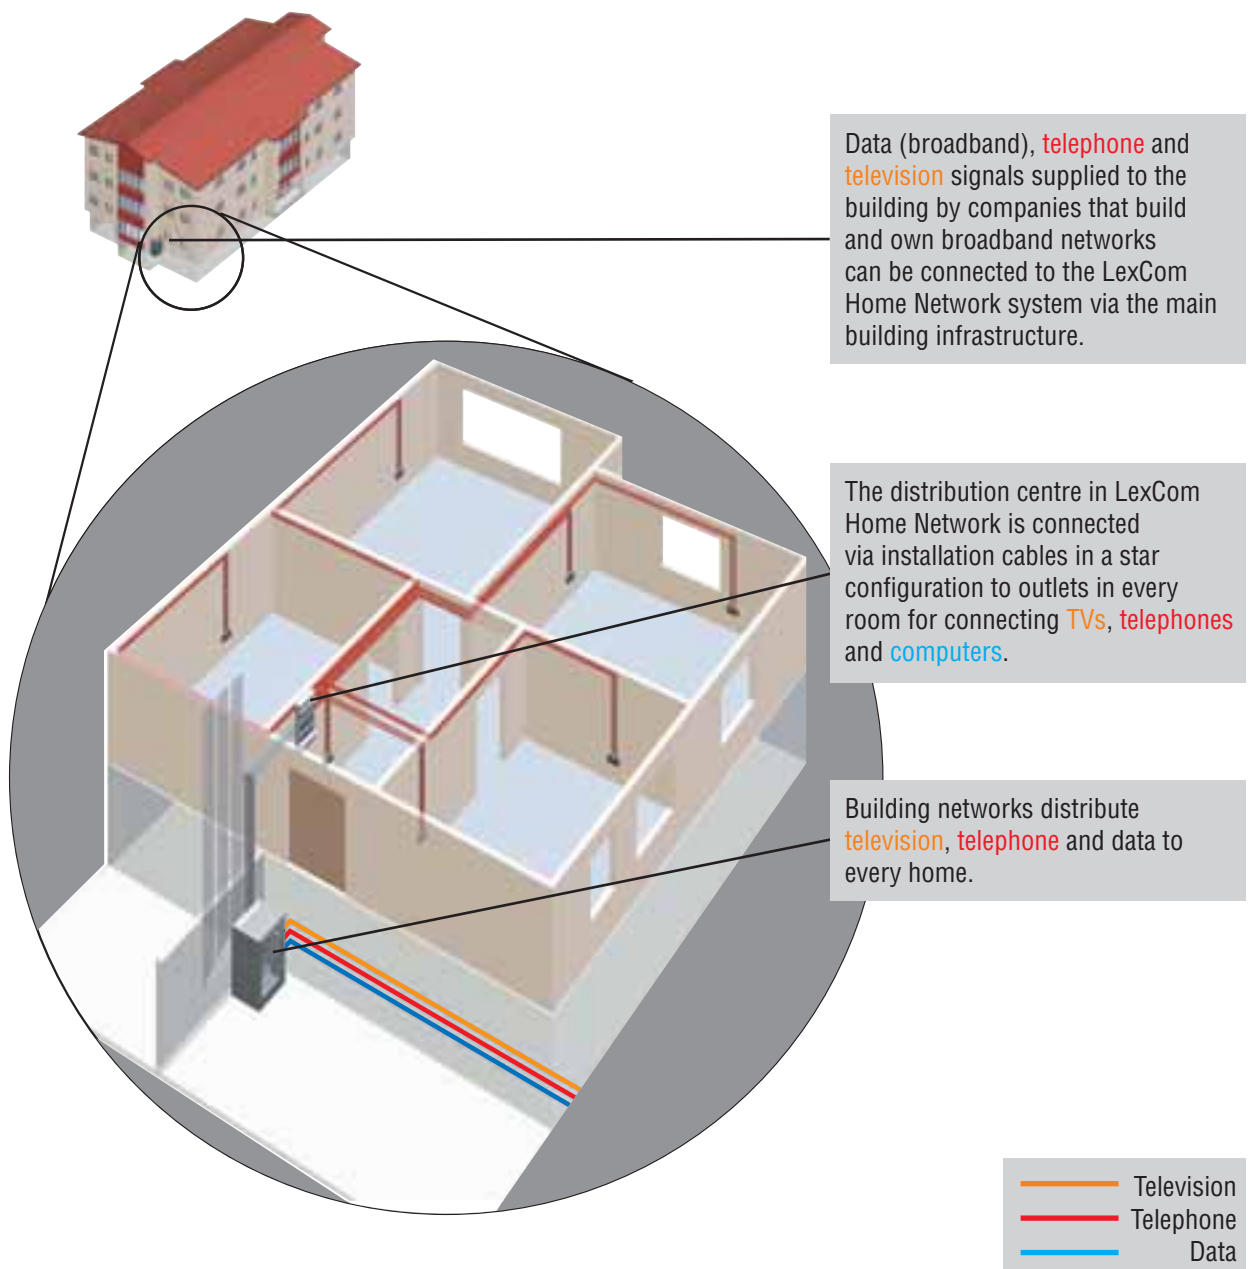 Data (broadband), telephone and
television signals supplied to the
building by companies that build
and own broadband networks
can be connected to the LexCom
Home Network system via the main
building infrastructure.
The distribution centre in LexCom
Home Network is connected
via installation cables in a star
configuration to outlets in every
room for connecting TVs, telephones
and computers.
Building networks distribute
television, telephone and data to
every home.
Television
Telephone
Data